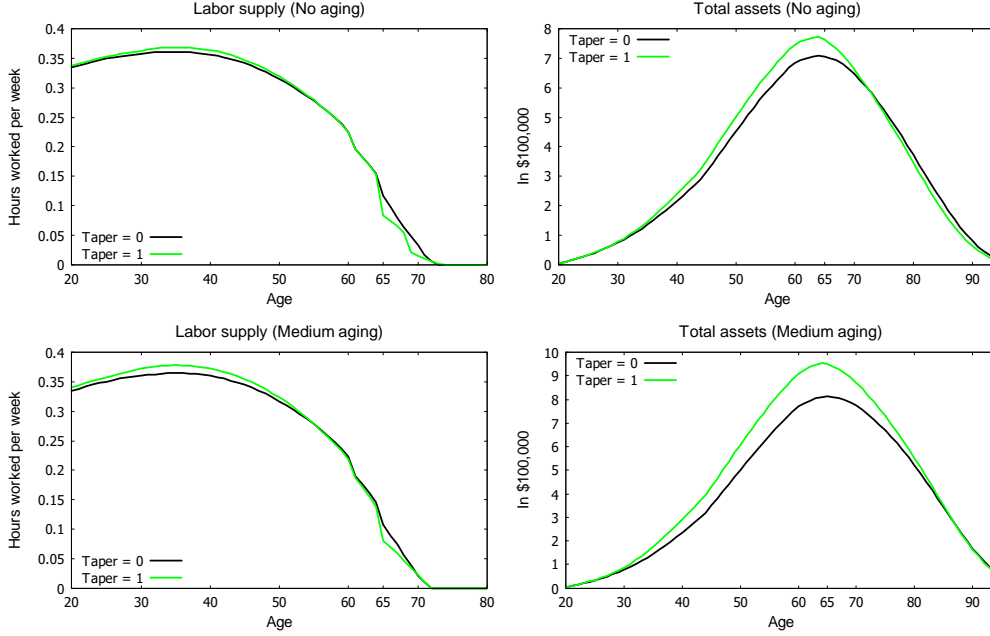 Labor supply (No aging)
Hours worked per week
0.4
0.35
0.3
0.25
0.2
0.15
0.1
0.05
0
Taper = 0
Taper = 1
20 30 40 50 60 65 70 80
Age
Total assets (No aging)
In $100,000
8
7
6
5
4
3
2
1
0
Taper = 0
Taper = 1
20 30 40 50 60 65 70 80 90
Age
Labor supply (Medium aging)
Hours worked per week
0.4
0.35
0.3
0.25
0.2
0.15
0.1
0.05
0
Taper = 0
Taper = 1
20 30 40 50 60 65 70 80
Age
Total assets (Medium aging)
In $100,000
10
9
8
7
6
5
4
3
2
1
0
Taper = 0
Taper = 1
20 30 40 50 60 65 70 80 90
Age